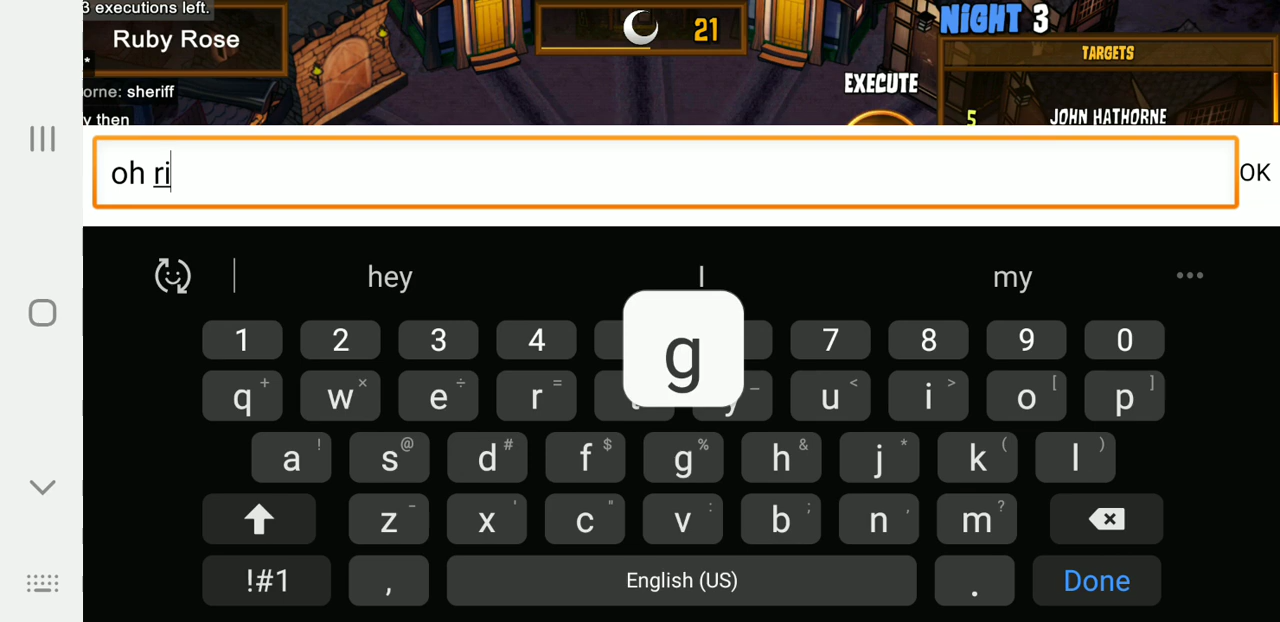 3 executions left.
Ruby Rose
*
orne: sheriff
y then
21
NiGHT 3
TARGETS
EXECUTE
5 JOHN HATHORNE
oh ri
OK
hey I my
g
1 2 3 4 7 8 9 0
q + w × e ÷ r = y – u < i > o [ p ]
a ! s @ d # f $ g % h & j * k ( l )
z - x ' c " v : b ; n , m ?
!#1 , English (US) . Done